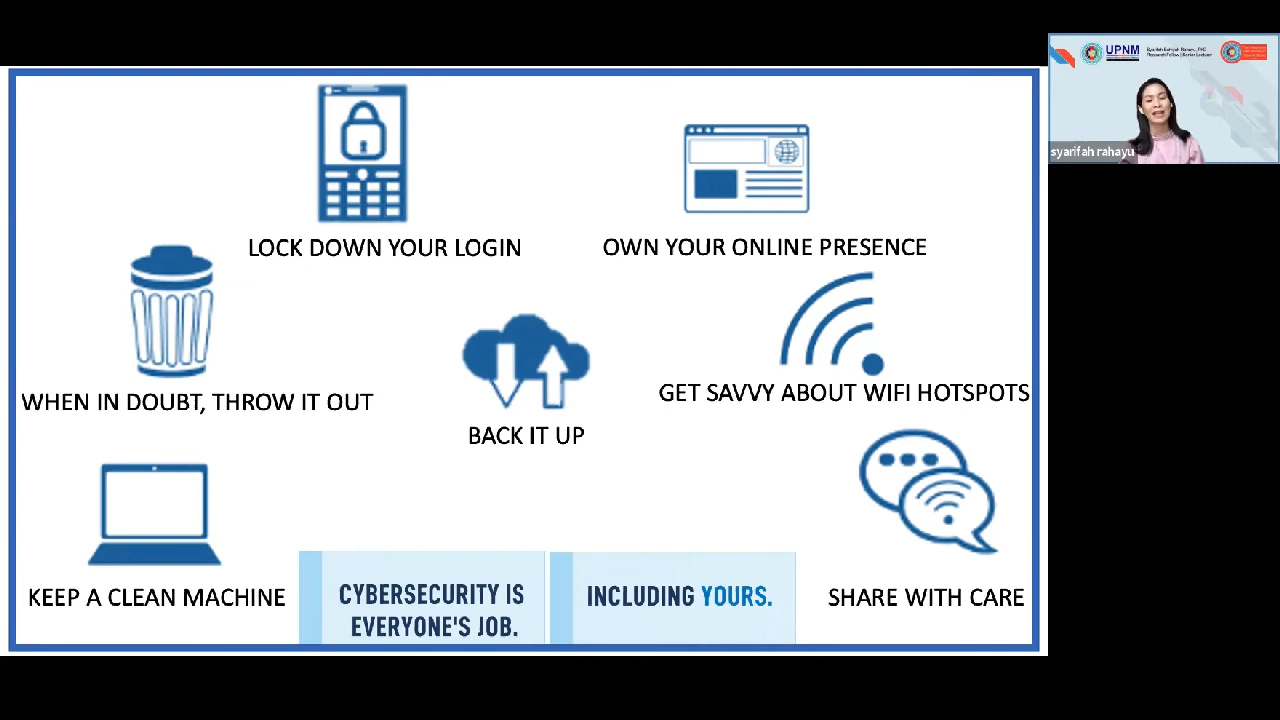 LOCK DOWN YOUR LOGIN
OWN YOUR ONLINE PRESENCE
WHEN IN DOUBT, THROW IT OUT
BACK IT UP
GET SAVVY ABOUT WIFI HOTSPOTS
KEEP A CLEAN MACHINE
CYBERSECURITY IS
EVERYONE'S JOB.
INCLUDING YOURS.
SHARE WITH CARE
UPNM
syarifah rahayu